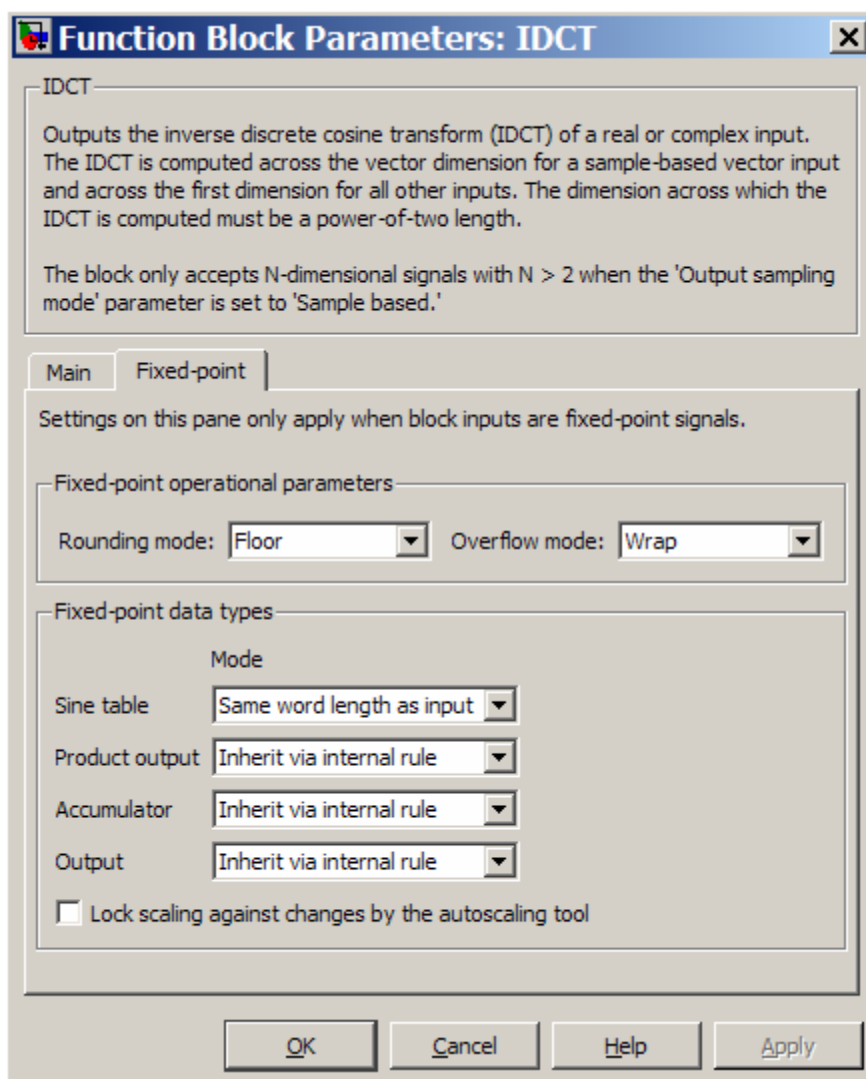 Function Block Parameters: IDCT
IDCT
Outputs the inverse discrete cosine transform (IDCT) of a real or complex input.
The IDCT is computed across the vector dimension for a sample-based vector input
and across the first dimension for all other inputs. The dimension across which the
IDCT is computed must be a power-of-two length.
The block only accepts N-dimensional signals with N > 2 when the 'Output sampling
mode' parameter is set to 'Sample based.'
Main Fixed-point
Settings on this pane only apply when block inputs are fixed-point signals.
Fixed-point operational parameters
Rounding mode: Floor Overflow mode: Wrap
Fixed-point data types
Mode
Sine table Same word length as input
Product output Inherit via internal rule
Accumulator Inherit via internal rule
Output Inherit via internal rule
Lock scaling against changes by the autoscaling tool
OK Cancel Help Apply